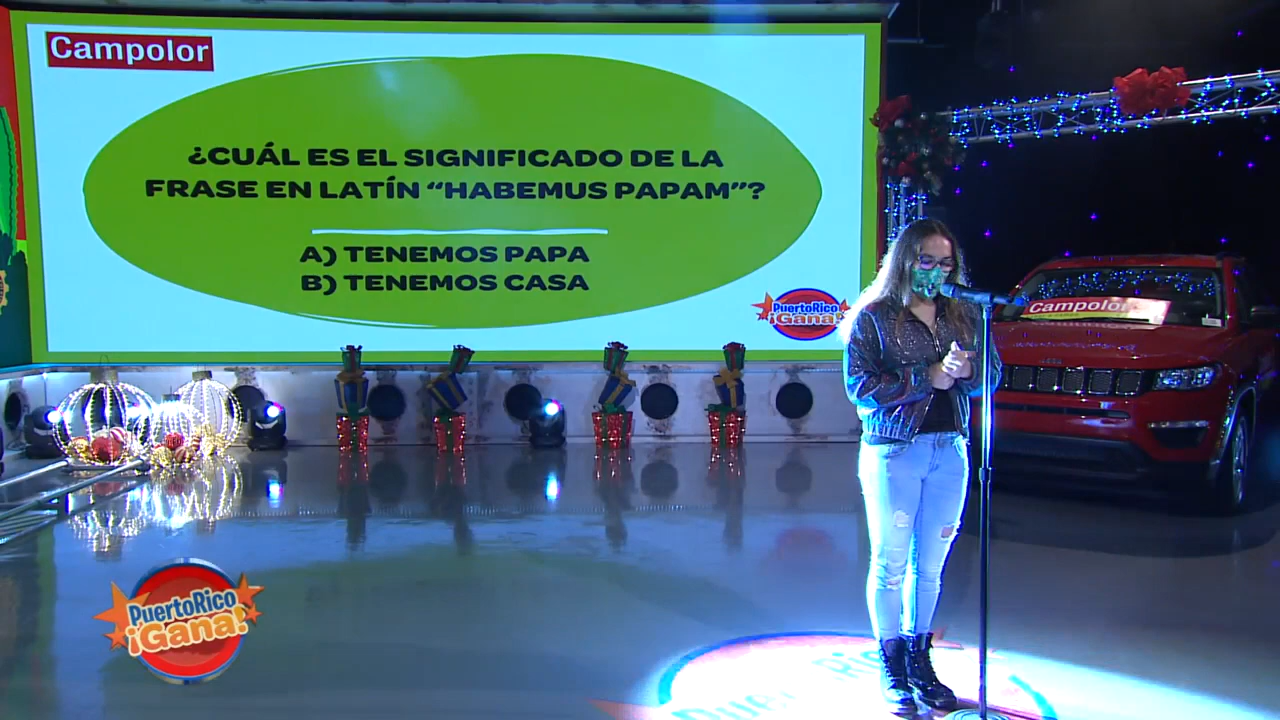 Campolor
¿CUÁL ES EL SIGNIFICADO DE LA
FRASE EN LATÍN “HABEMUS PAPAM”?
A) TENEMOS PAPA
B) TENEMOS CASA
PuertoRico
¡Gana!
Campolor
Jeep
PuertoRico
¡Gana!